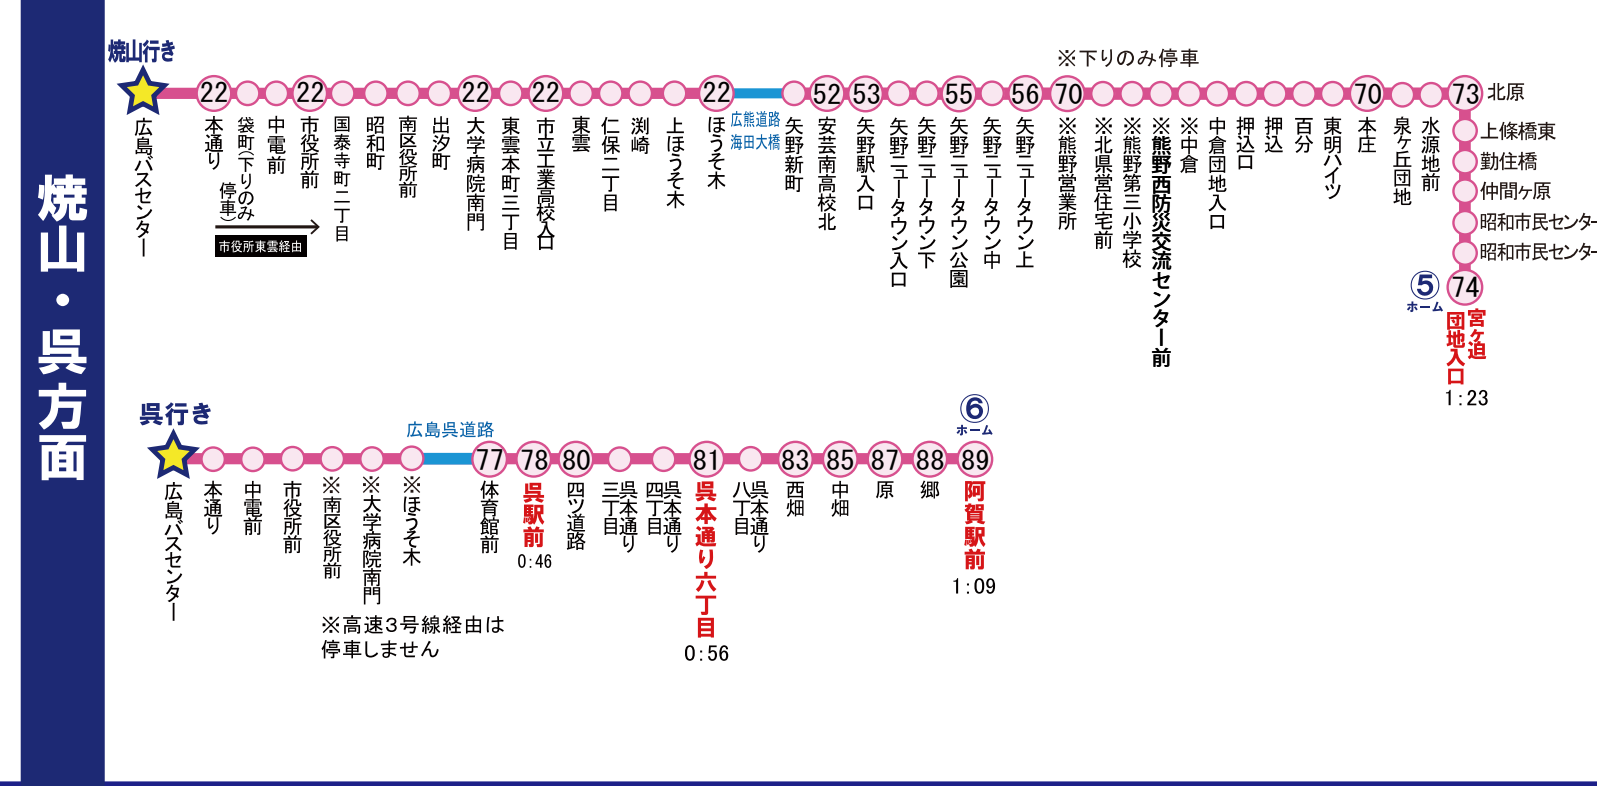 焼山・呉方面
焼山行き
※下りのみ停車
22
22
22
22
22
52
53
55
56
70
70
73
北原
広島バスセンター
本通り
袋町(下りのみ停車)
中電前
市役所前
国泰寺町二丁目
昭和町
南区役所前
出汐町
大学病院南門
東雲本町三丁目
市立工業高校入口
東雲
仁保二丁目
渕崎
上ほうそ木
ほうそ木
広熊道路
海田大橋
矢野新町
安芸南高校北
矢野駅入口
矢野ニュータウン入口
矢野ニュータウン下
矢野ニュータウン公園
矢野ニュータウン中
矢野ニュータウン上
※熊野営業所
※北県営住宅前
※熊野第三小学校
※熊野西防災交流センター前
※中倉
中倉団地入口
押込口
押込
百分
東明ハイツ
本庄
泉ヶ丘団地
水源地前
上條橋東
勤住橋
仲間ヶ原
昭和市民センター
昭和市民センター
市役所東雲経由
74
⑤
ホーム
宮ヶ迫
団地入口
1:23
呉行き
広島呉道路
⑥
ホーム
77
78
80
81
83
85
87
88
89
広島バスセンター
本通り
中電前
市役所前
※南区役所前
※大学病院南門
※ほうそ木
体育館前
呉駅前
0:46
四ツ道路
呉本通り
三丁目
呉本通り
四丁目
呉本通り六丁目
0:56
呉本通り
八丁目
西畑
中畑
原
郷
阿賀駅前
1:09
※高速3号線経由は
停車しません